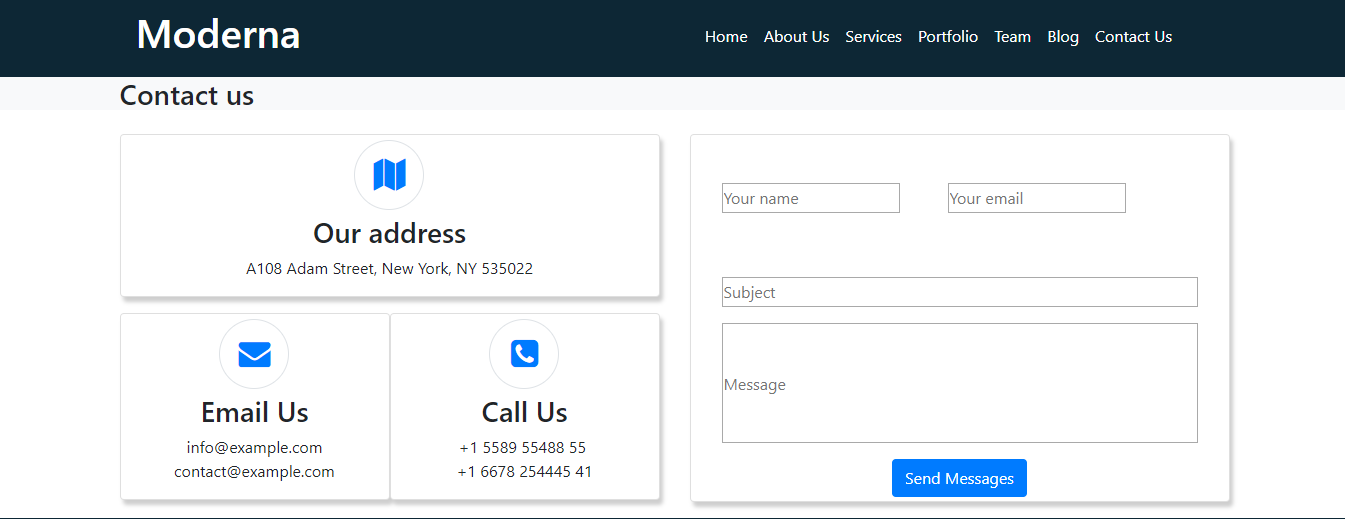 Moderna
Home About Us Services Portfolio Team Blog Contact Us
Contact us
Our address
A108 Adam Street, New York, NY 535022
Email Us
info@example.com
contact@example.com
Call Us
+1 5589 55488 55
+1 6678 254445 41
Your name
Your email
Subject
Message
Send Messages